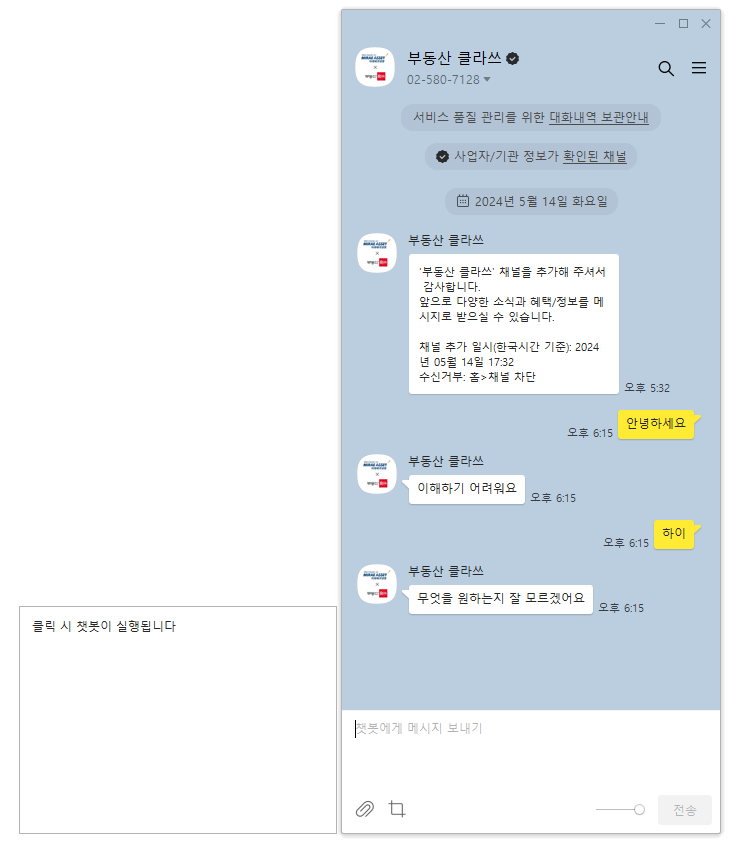 부동산 클라쓰
02-580-7128
서비스 품질 관리를 위한 대화내역 보관안내
사업자/기관 정보가 확인된 채널
2024년 5월 14일 화요일
부동산 클라쓰
'부동산 클라쓰' 채널을 추가해 주셔서
감사합니다.
앞으로 다양한 소식과 혜택/정보를 메
시지로 받으실 수 있습니다.
채널 추가 일시(한국시간 기준): 2024
년 05월 14일 17:32
수신거부: 홈>채널 차단
오후 5:32
안녕하세요
오후 6:15
부동산 클라쓰
이해하기 어려워요
오후 6:15
하이
오후 6:15
부동산 클라쓰
무엇을 원하는지 잘 모르겠어요
오후 6:15
클릭 시 챗봇이 실행됩니다
챗봇에게 메시지 보내기
전송